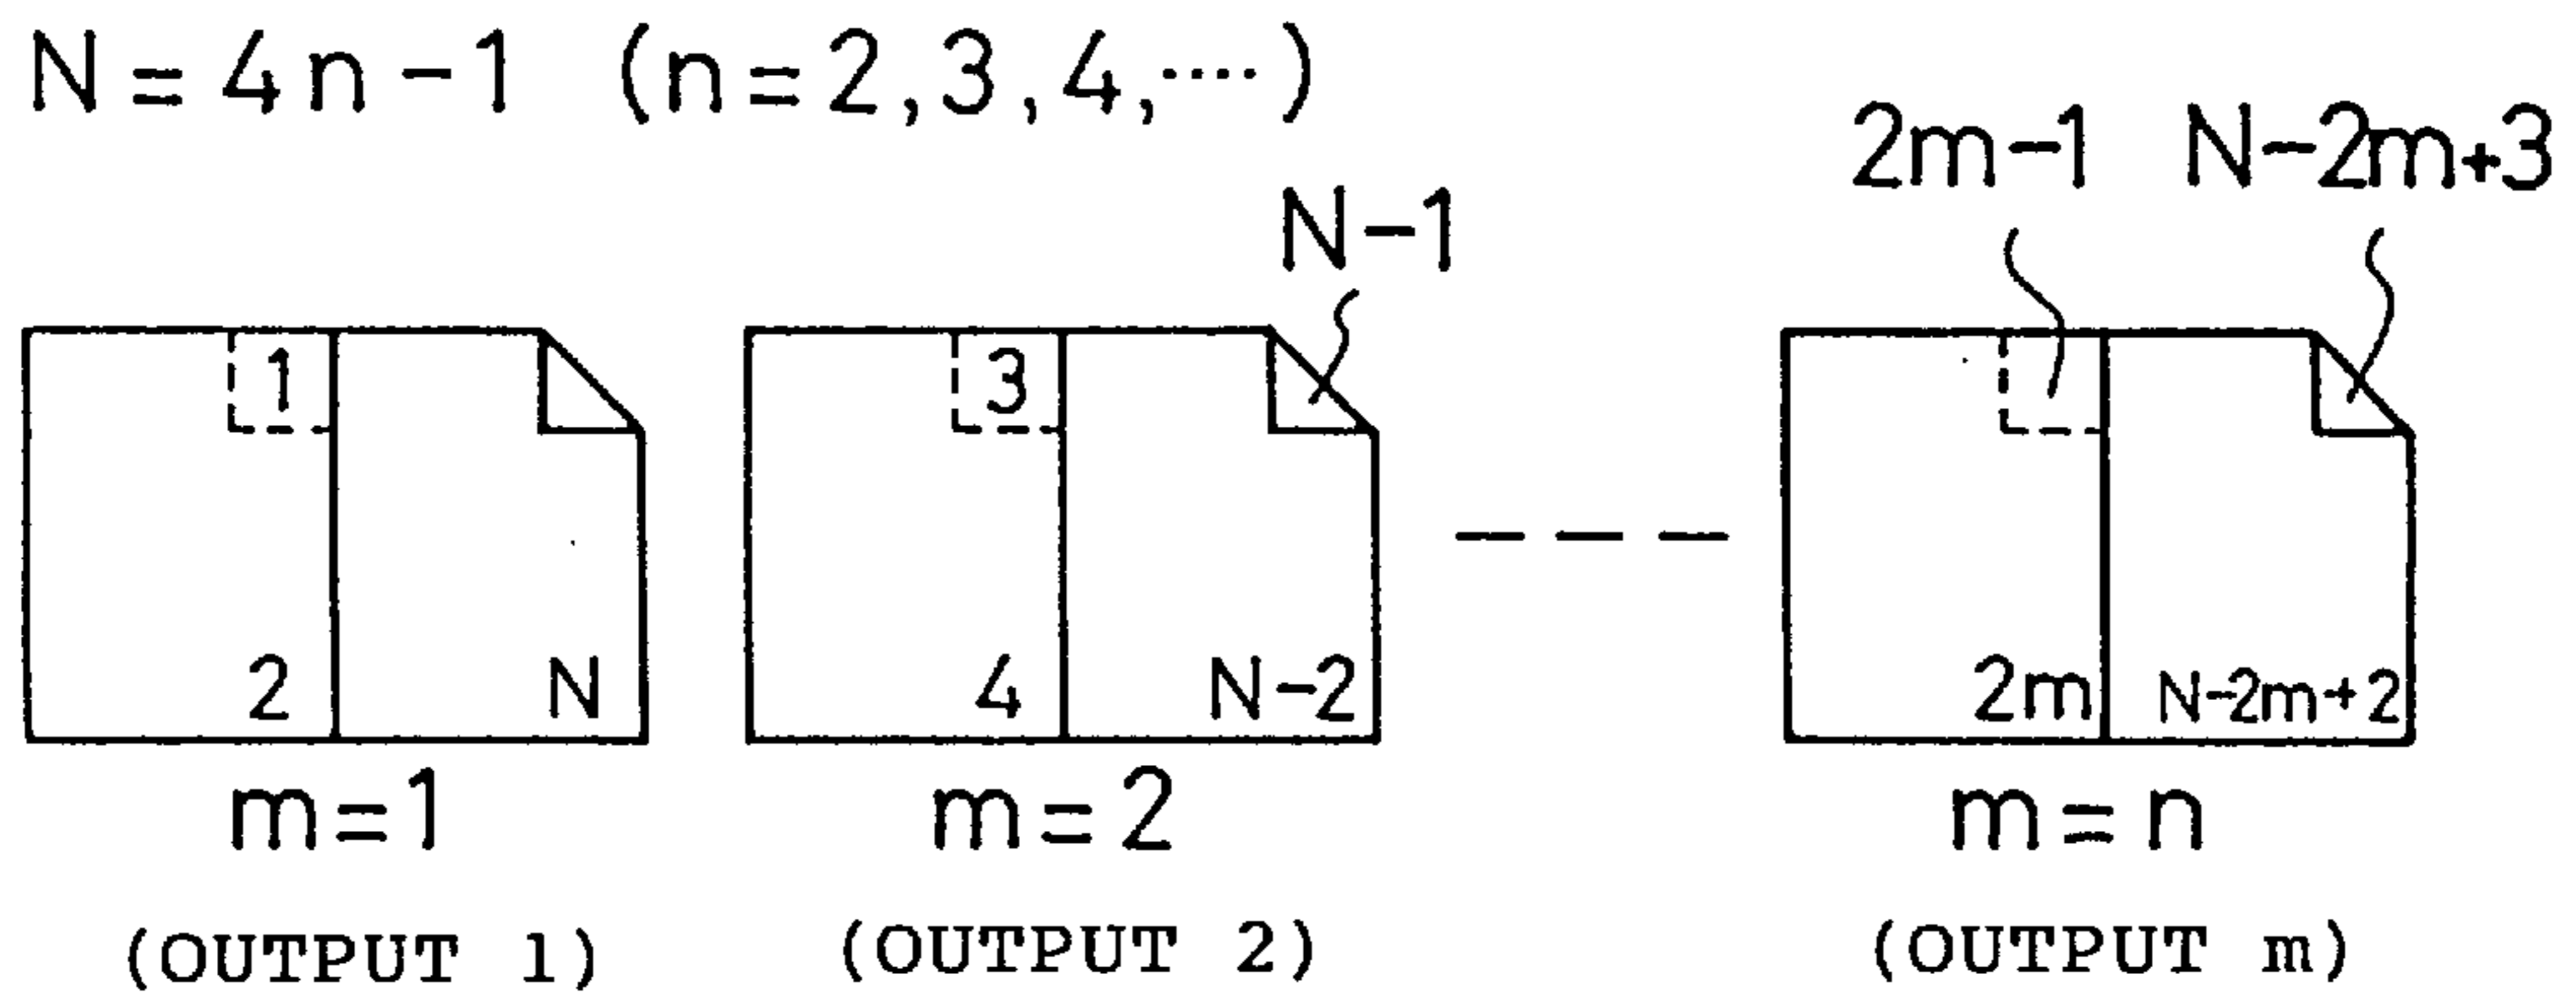 N = 4n-1 (n = 2, 3, 4, ····)
2m-1 N-2m+3
N-1
1 3
2 N 4 N-2 2m N-2m+2
m=1 m=2 m=n
(OUTPUT 1) (OUTPUT 2) (OUTPUT m)